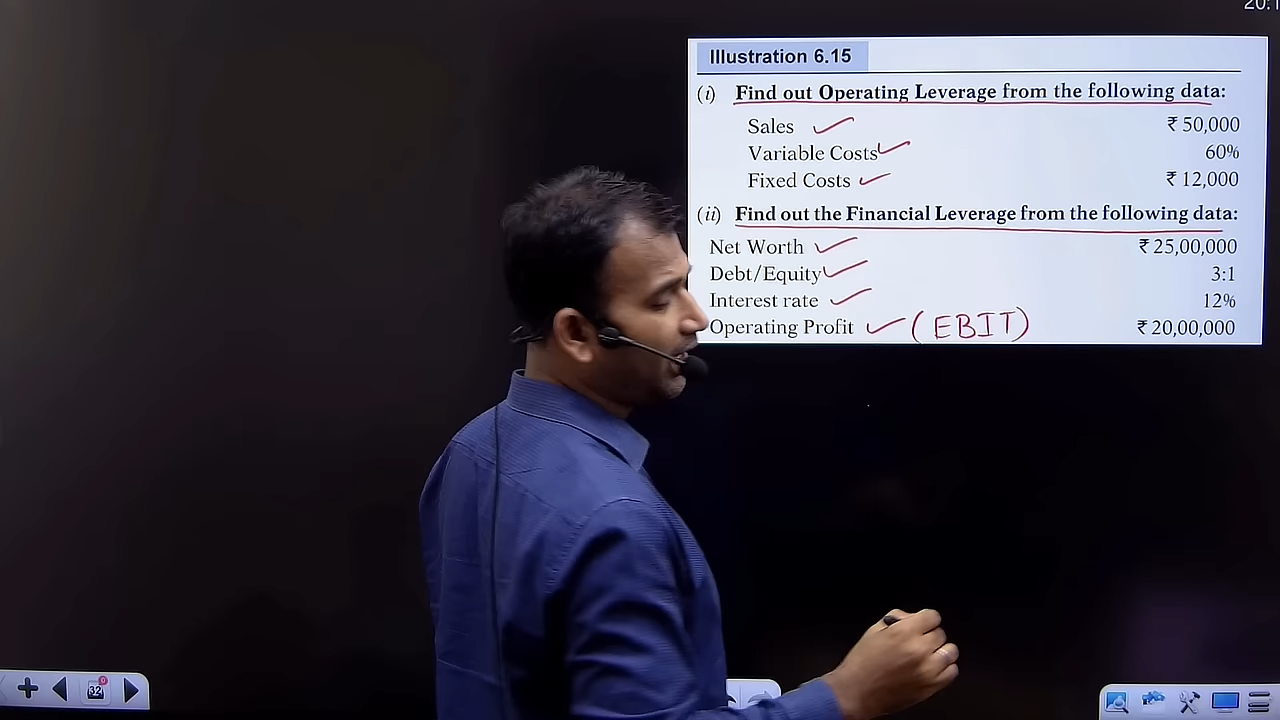 20:1
Illustration 6.15
(i) Find out Operating Leverage from the following data:
Sales ₹ 50,000
Variable Costs 60%
Fixed Costs ₹ 12,000
(ii) Find out the Financial Leverage from the following data:
Net Worth ₹ 25,00,000
Debt/Equity 3:1
Interest rate 12%
Operating Profit (EBIT) ₹ 20,00,000
32